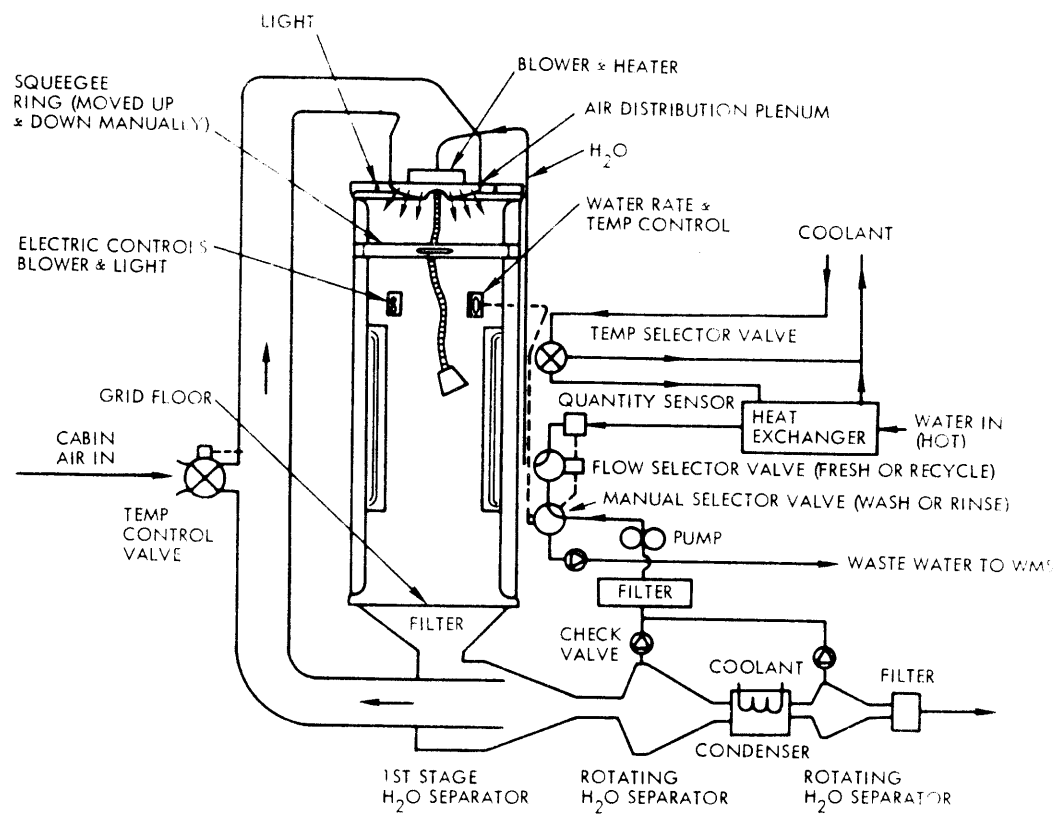 LIGHT
BLOWER & HEATER
SQUEEGEE
RING (MOVED UP
& DOWN MANUALLY)
AIR DISTRIBUTION PLENUM
H2O
WATER RATE &
TEMP CONTROL
COOLANT
ELECTRIC CONTROLS
BLOWER & LIGHT
TEMP SELECTOR VALVE
GRID FLOOR
QUANTITY SENSOR
HEAT
EXCHANGER
WATER IN
(HOT)
CABIN
AIR IN
FLOW SELECTOR VALVE (FRESH OR RECYCLE)
MANUAL SELECTOR VALVE (WASH OR RINSE)
TEMP
CONTROL
VALVE
PUMP
WASTE WATER TO WMS
FILTER
FILTER
CHECK
VALVE
COOLANT
FILTER
CONDENSER
1ST STAGE
H2O SEPARATOR
ROTATING
H2O SEPARATOR
ROTATING
H2O SEPARATOR